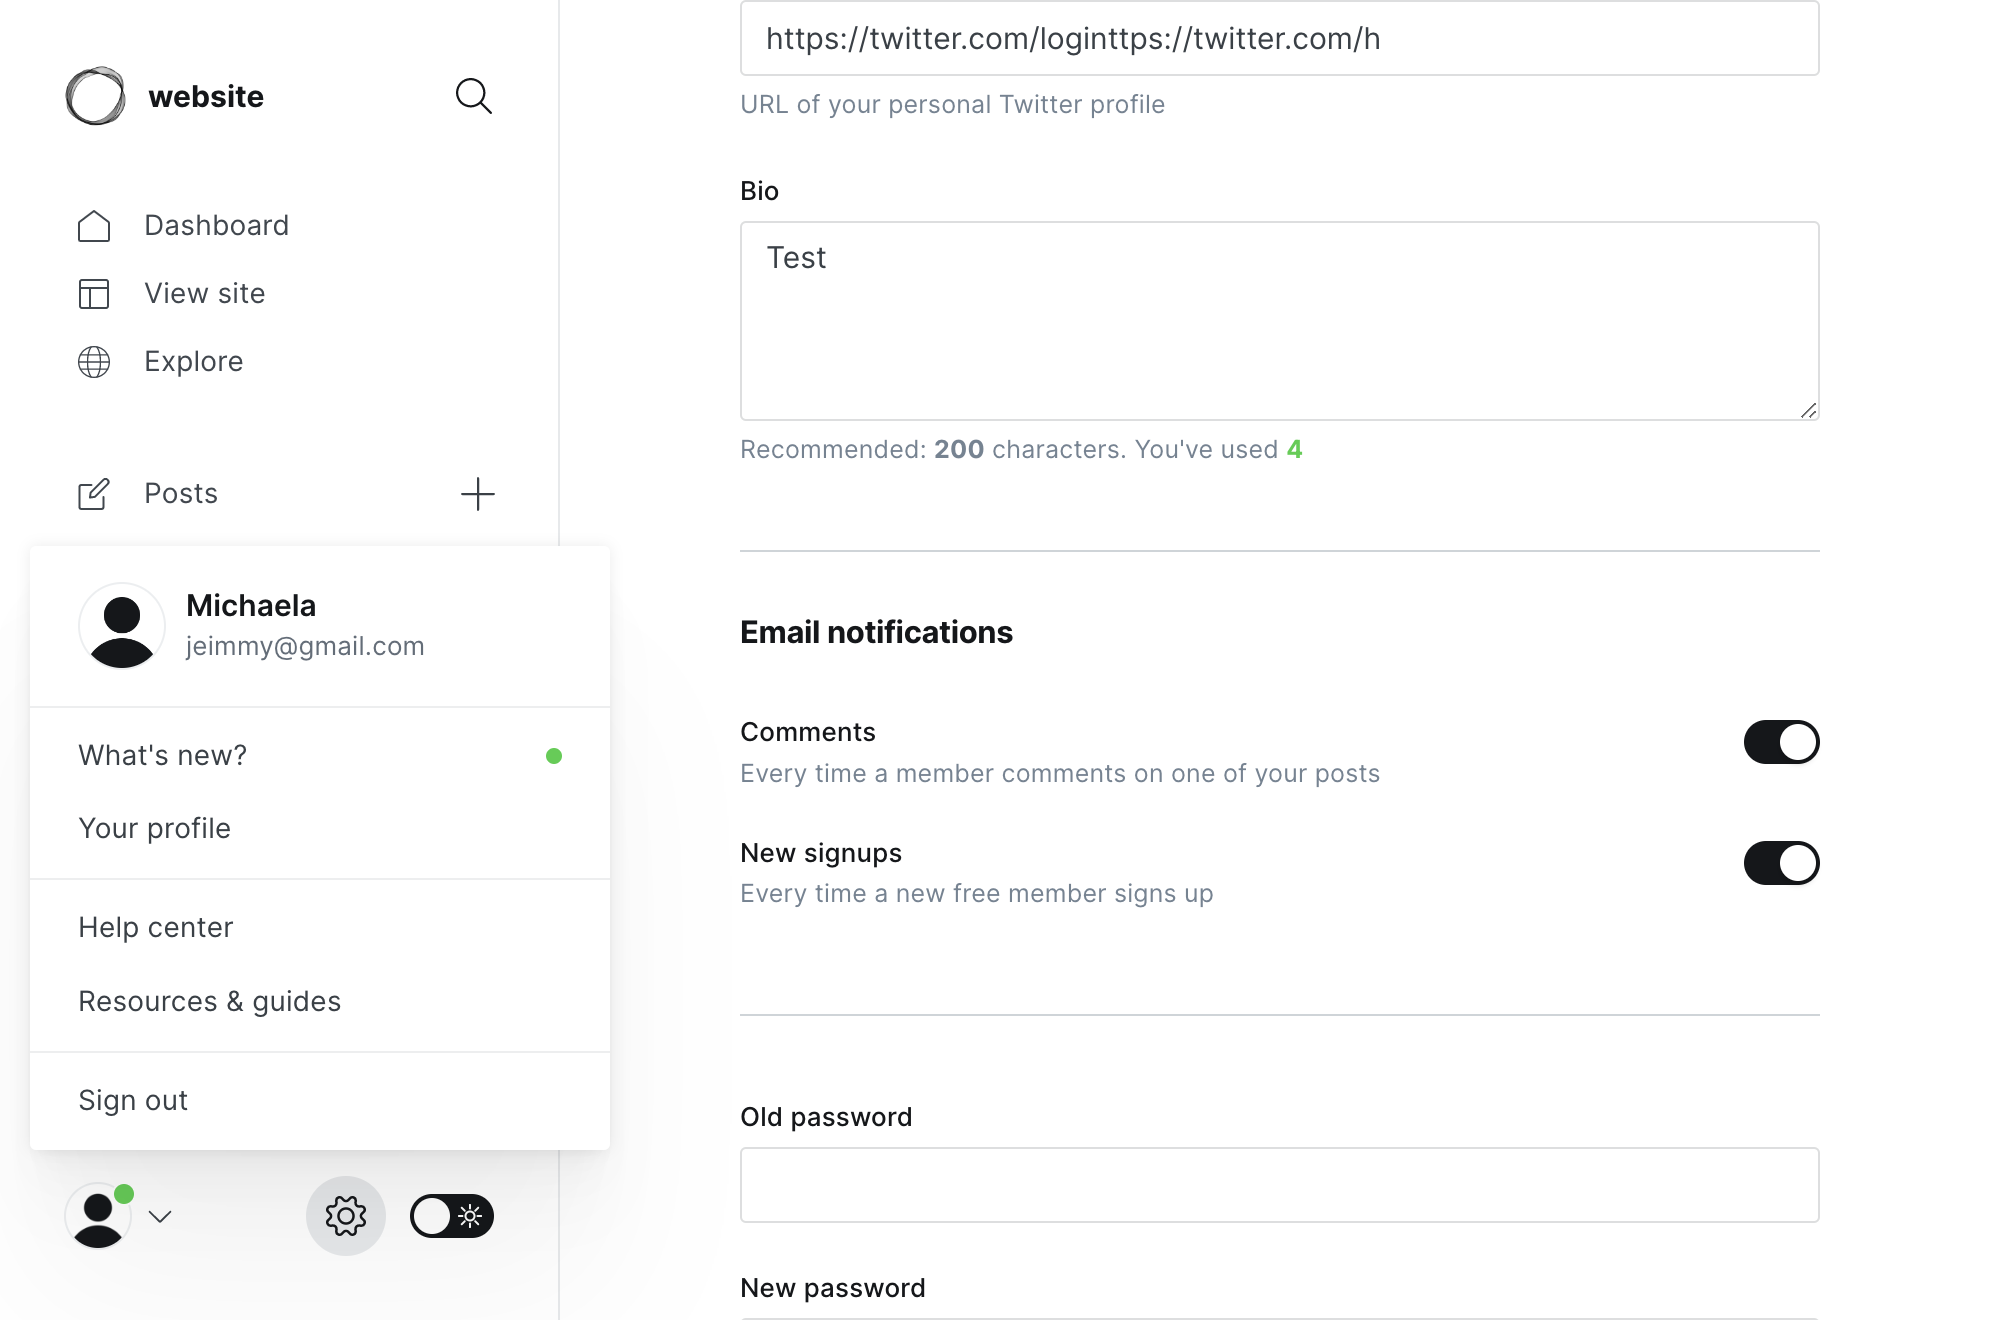 website
Dashboard
View site
Explore
Posts
Michaela
jeimmy@gmail.com
What's new?
Your profile
Help center
Resources & guides
Sign out
https://twitter.com/loginttps://twitter.com/h
URL of your personal Twitter profile
Bio
Test
Recommended: 200 characters. You've used 4
Email notifications
Comments
Every time a member comments on one of your posts
New signups
Every time a new free member signs up
Old password
New password